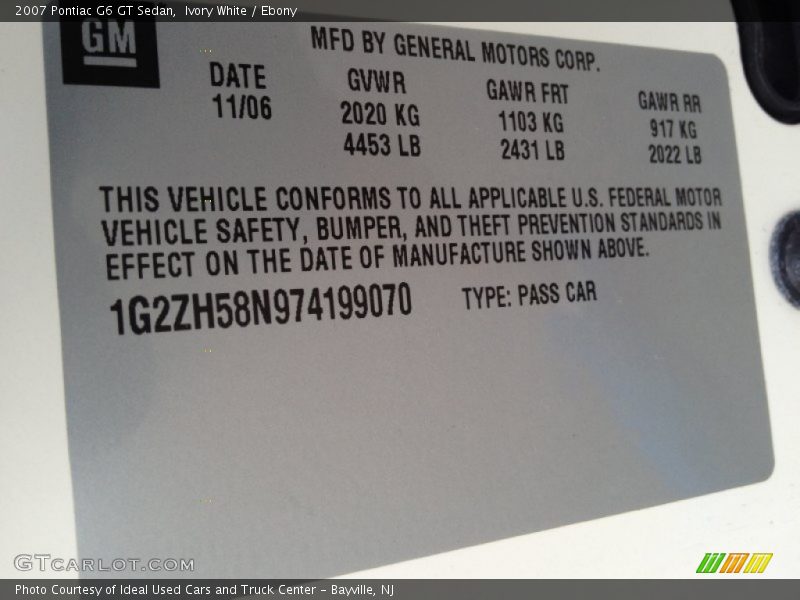 2007 Pontiac G6 GT Sedan,  Ivory White / Ebony
GM
MFD BY GENERAL MOTORS CORP.
DATE GVWR GAWR FRT GAWR RR
11/06 2020 KG 1103 KG 917 KG
4453 LB 2431 LB 2022 LB
THIS VEHICLE CONFORMS TO ALL APPLICABLE U.S. FEDERAL MOTOR
VEHICLE SAFETY, BUMPER, AND THEFT PREVENTION STANDARDS IN
EFFECT ON THE DATE OF MANUFACTURE SHOWN ABOVE.
1G2ZH58N974199070 TYPE: PASS CAR
GTCARLOT.COM
Photo Courtesy of Ideal Used Cars and Truck Center – Bayville, NJ